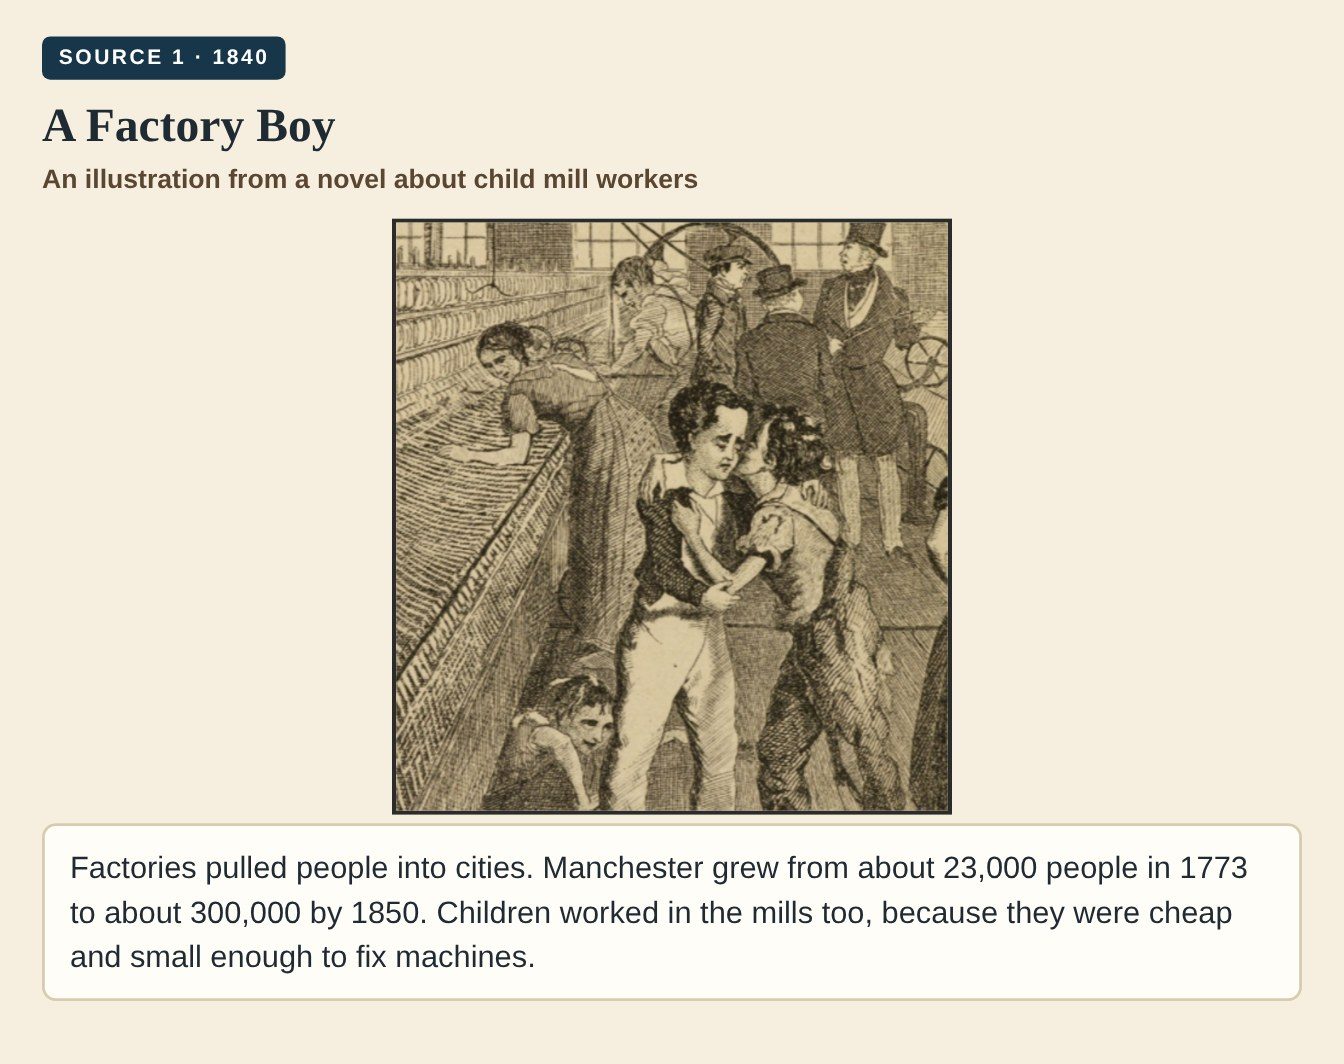 SOURCE 1 · 1840
A Factory Boy
An illustration from a novel about child mill workers
Factories pulled people into cities. Manchester grew from about 23,000 people in 1773
to about 300,000 by 1850. Children worked in the mills too, because they were cheap
and small enough to fix machines.